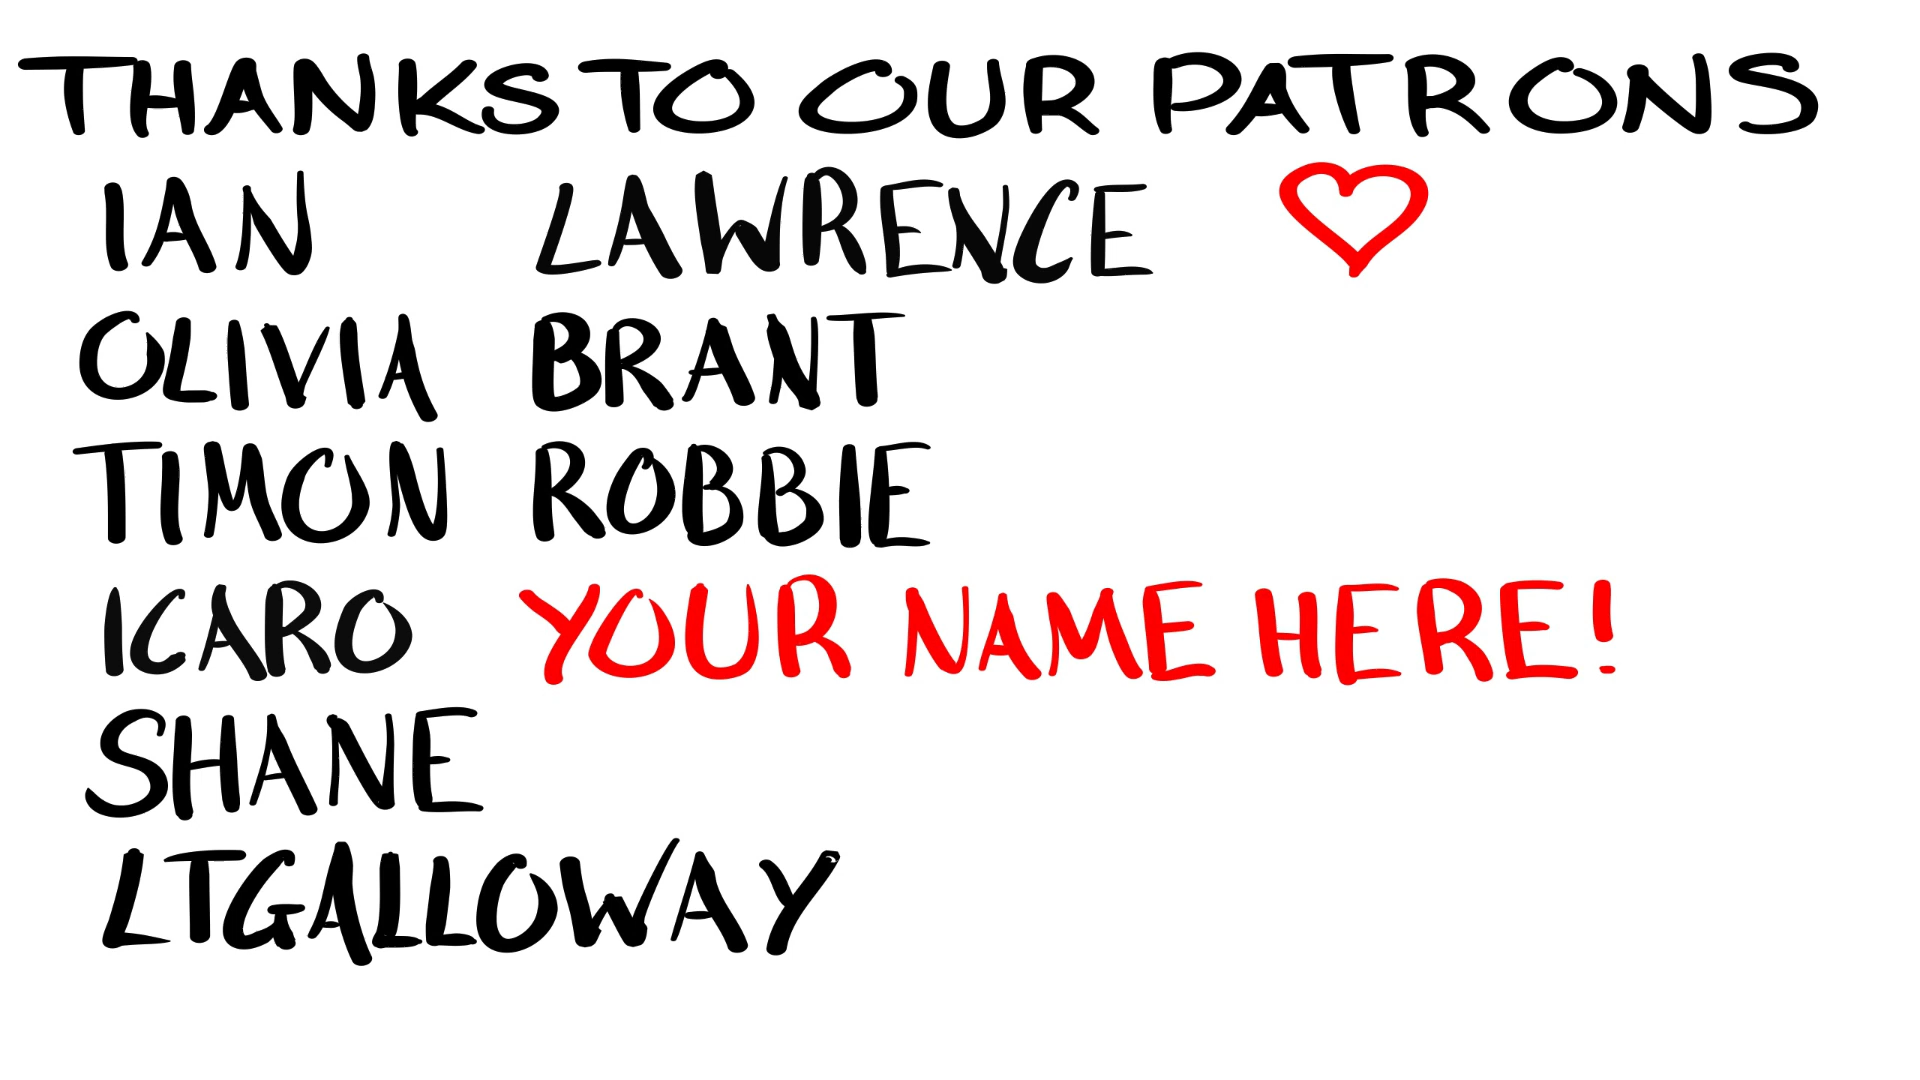 THANKS TO OUR PATRONS
IAN LAWRENCE
OLIVIA BRANT
TIMON ROBBIE
ICARO YOUR NAME HERE!
SHANE
LTGALLOWAY